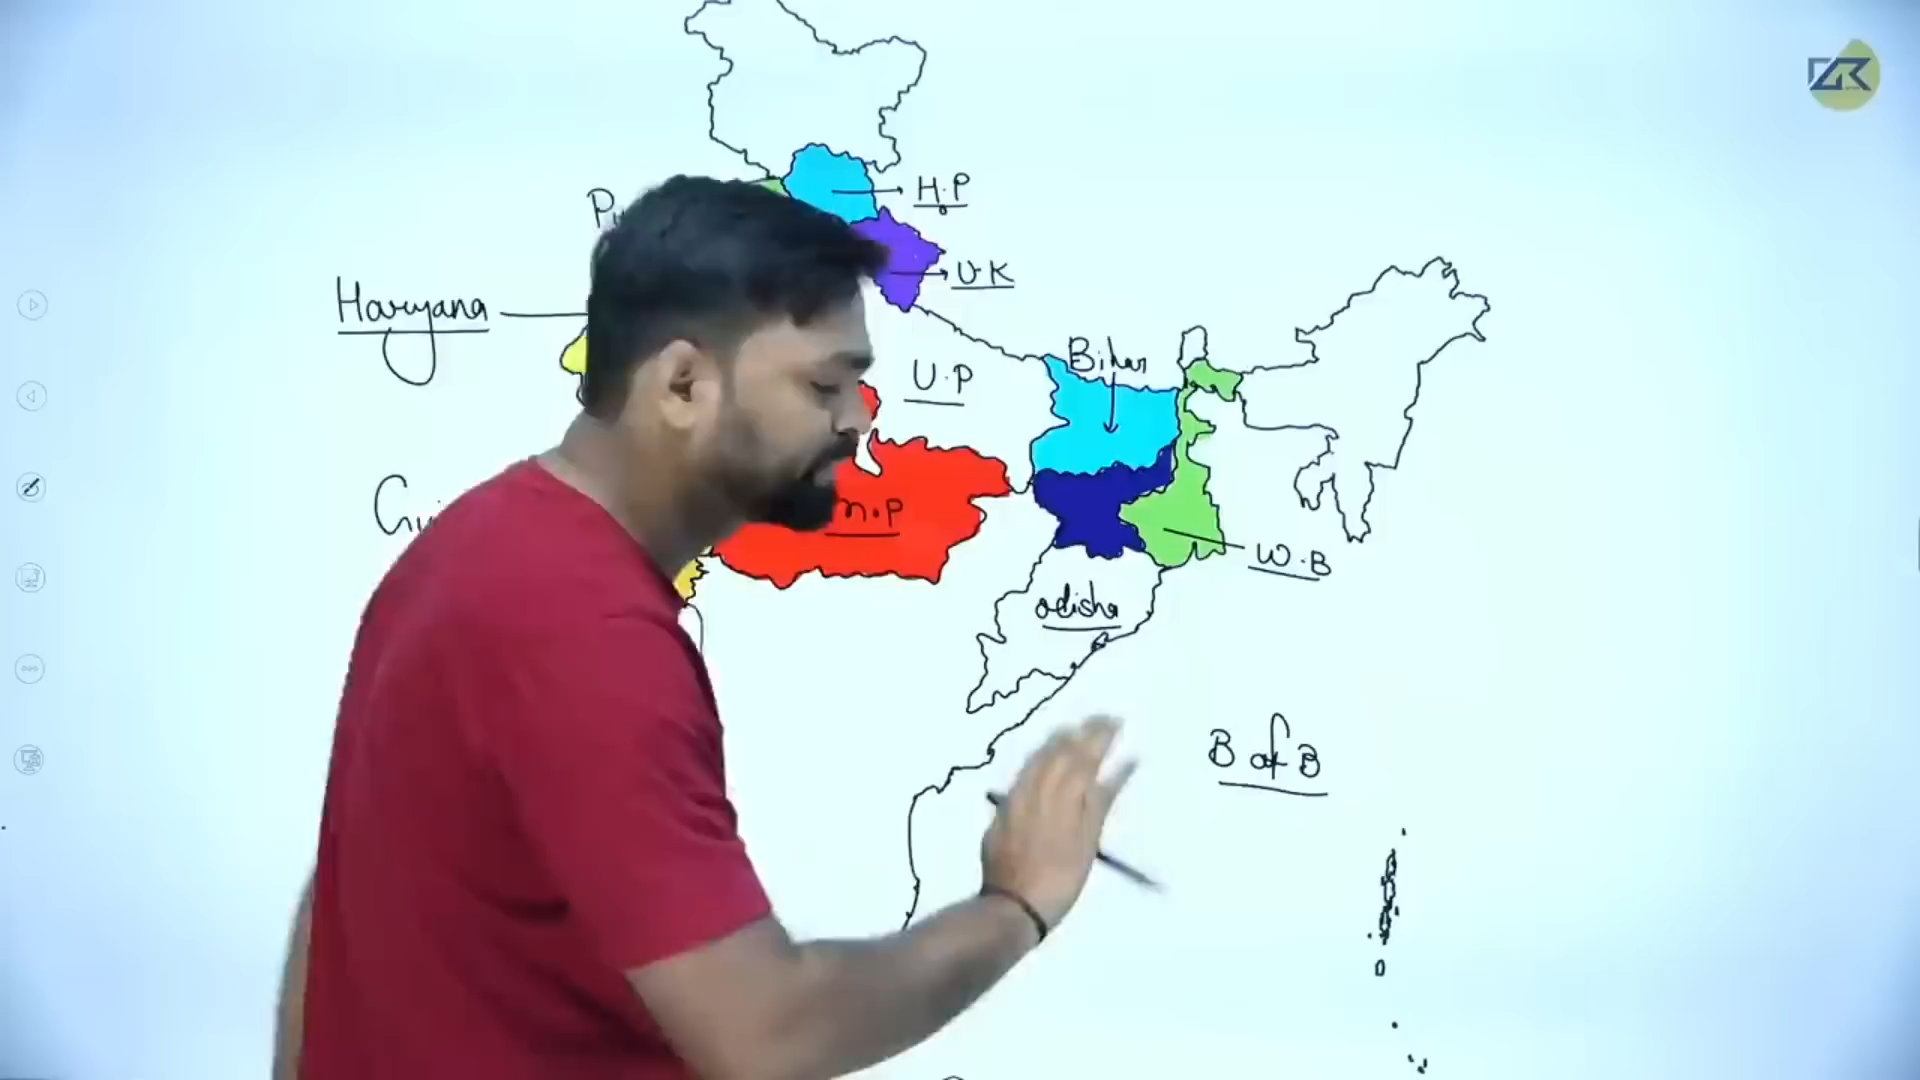 H.P
U.K
Haryana
Bihar
U.P
M.P
W.B
odisha
B of B